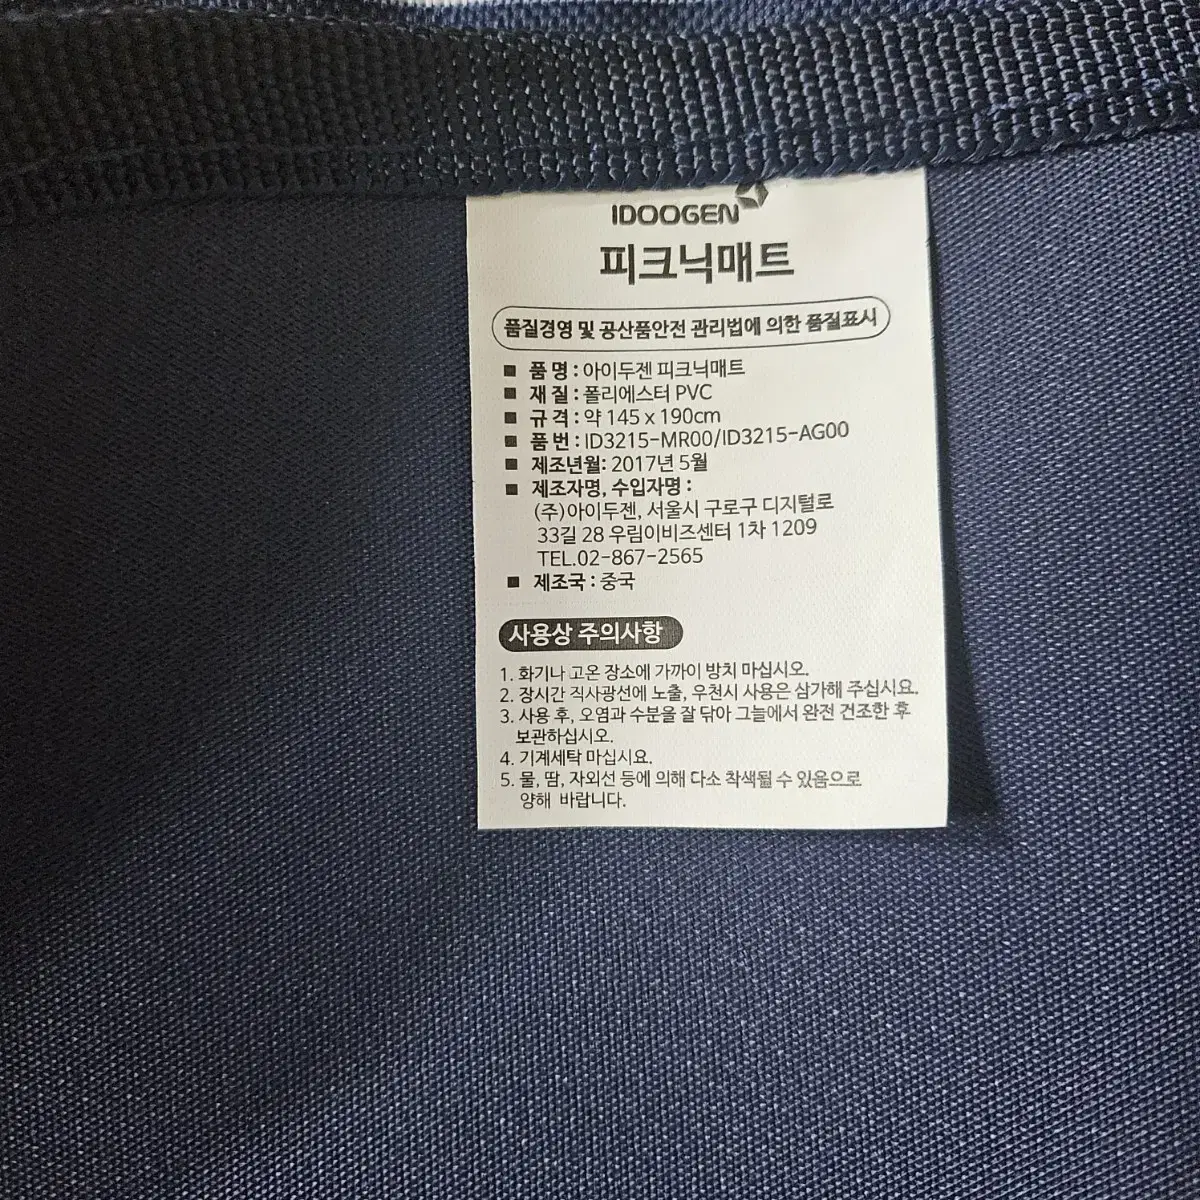 IDOOGEN
피크닉매트
품질경영 및 공산품안전 관리법에 의한 품질표시
■ 품 명 : 아이두젠 피크닉매트
■ 재 질 : 폴리에스터 PVC
■ 규 격 : 약 145 x 190cm
■ 품 번 : ID3215-MR00/ID3215-AG00
■ 제조년월: 2017년 5월
■ 제조자명, 수입자명 :
(주)아이두젠, 서울시 구로구 디지털로
33길 28 우림이비즈센터 1차 1209
TEL.02-867-2565
■ 제조국 : 중국
사용상 주의사항
1. 화기나 고온 장소에 가까이 방치 마십시오.
2. 장시간 직사광선에 노출, 우천시 사용은 삼가해 주십시요.
3. 사용 후, 오염과 수분을 잘 닦아 그늘에서 완전 건조한 후
보관하십시오.
4. 기계세탁 마십시요.
5. 물, 땀, 자외선 등에 의해 다소 착색될 수 있음으로
양해 바랍니다.